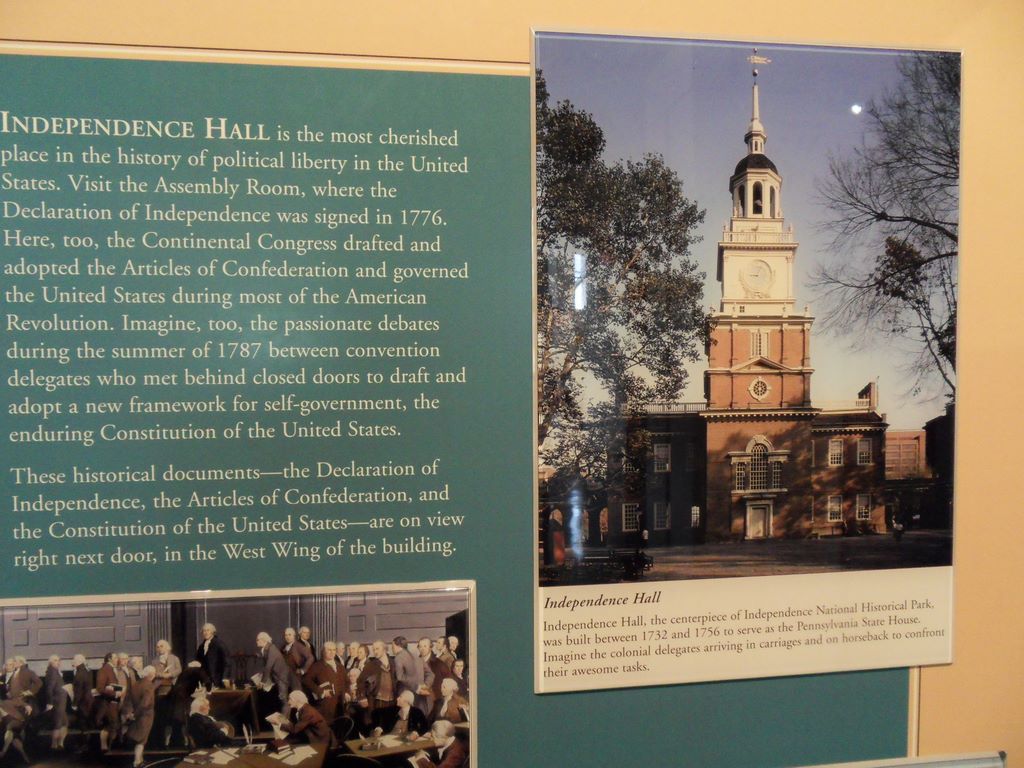 INDEPENDENCE HALL is the most cherished
place in the history of political liberty in the United
States. Visit the Assembly Room, where the
Declaration of Independence was signed in 1776.
Here, too, the Continental Congress drafted and
adopted the Articles of Confederation and governed
the United States during most of the American
Revolution. Imagine, too, the passionate debates
during the summer of 1787 between convention
delegates who met behind closed doors to draft and
adopt a new framework for self-government, the
enduring Constitution of the United States.
These historical documents—the Declaration of
Independence, the Articles of Confederation, and
the Constitution of the United States—are on view
right next door, in the West Wing of the building.
Independence Hall
Independence Hall, the centerpiece of Independence National Historical Park,
was built between 1732 and 1756 to serve as the Pennsylvania State House.
Imagine the colonial delegates arriving in carriages and on horseback to confront
their awesome tasks.